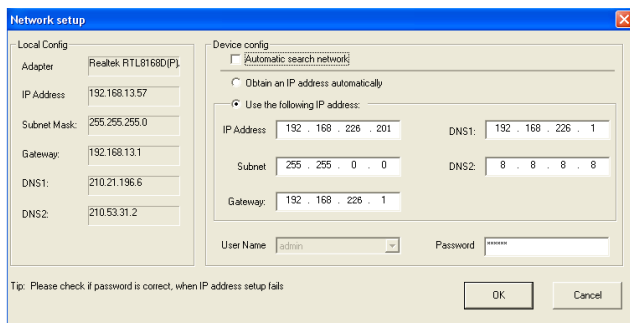 Network setup
Local Config
Adapter Realtek RTL8168D(P).
IP Address 192.168.13.57
Subnet Mask: 255.255.255.0
Gateway: 192.168.13.1
DNS1: 210.21.196.6
DNS2: 210.53.31.2
Device config
Automatic search network
Obtain an IP address automatically
Use the following IP address:
IP Address 192 . 168 . 226 . 201 DNS1: 192 . 168 . 226 . 1
Subnet 255 . 255 . 0 . 0 DNS2: 8 . 8 . 8 . 8
Gateway: 192 . 168 . 226 . 1
User Name admin Password ******
Tip: Please check if password is correct, when IP address setup fails
OK Cancel